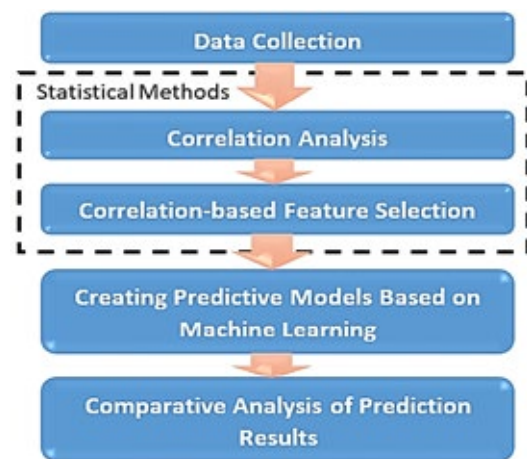 Data Collection
Statistical Methods
Correlation Analysis
Correlation-based Feature Selection
Creating Predictive Models Based on
Machine Learning
Comparative Analysis of Prediction
Results